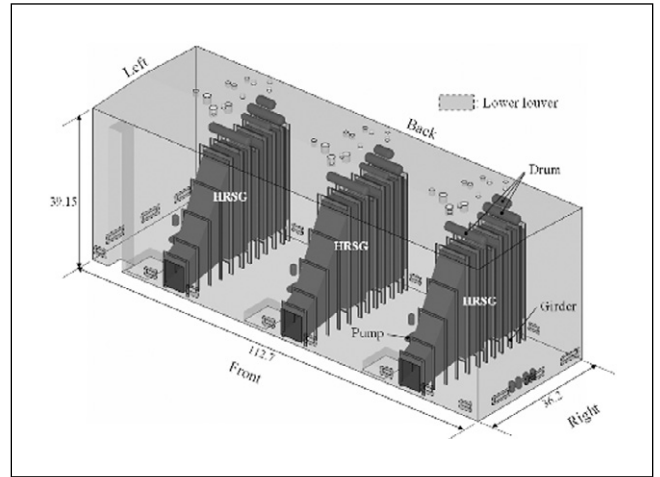 Left
: Lower louver
Back
Drum
39.15
HRSG
HRSG
HRSG
Girder
Pump
112.7
Front
36.2
Right